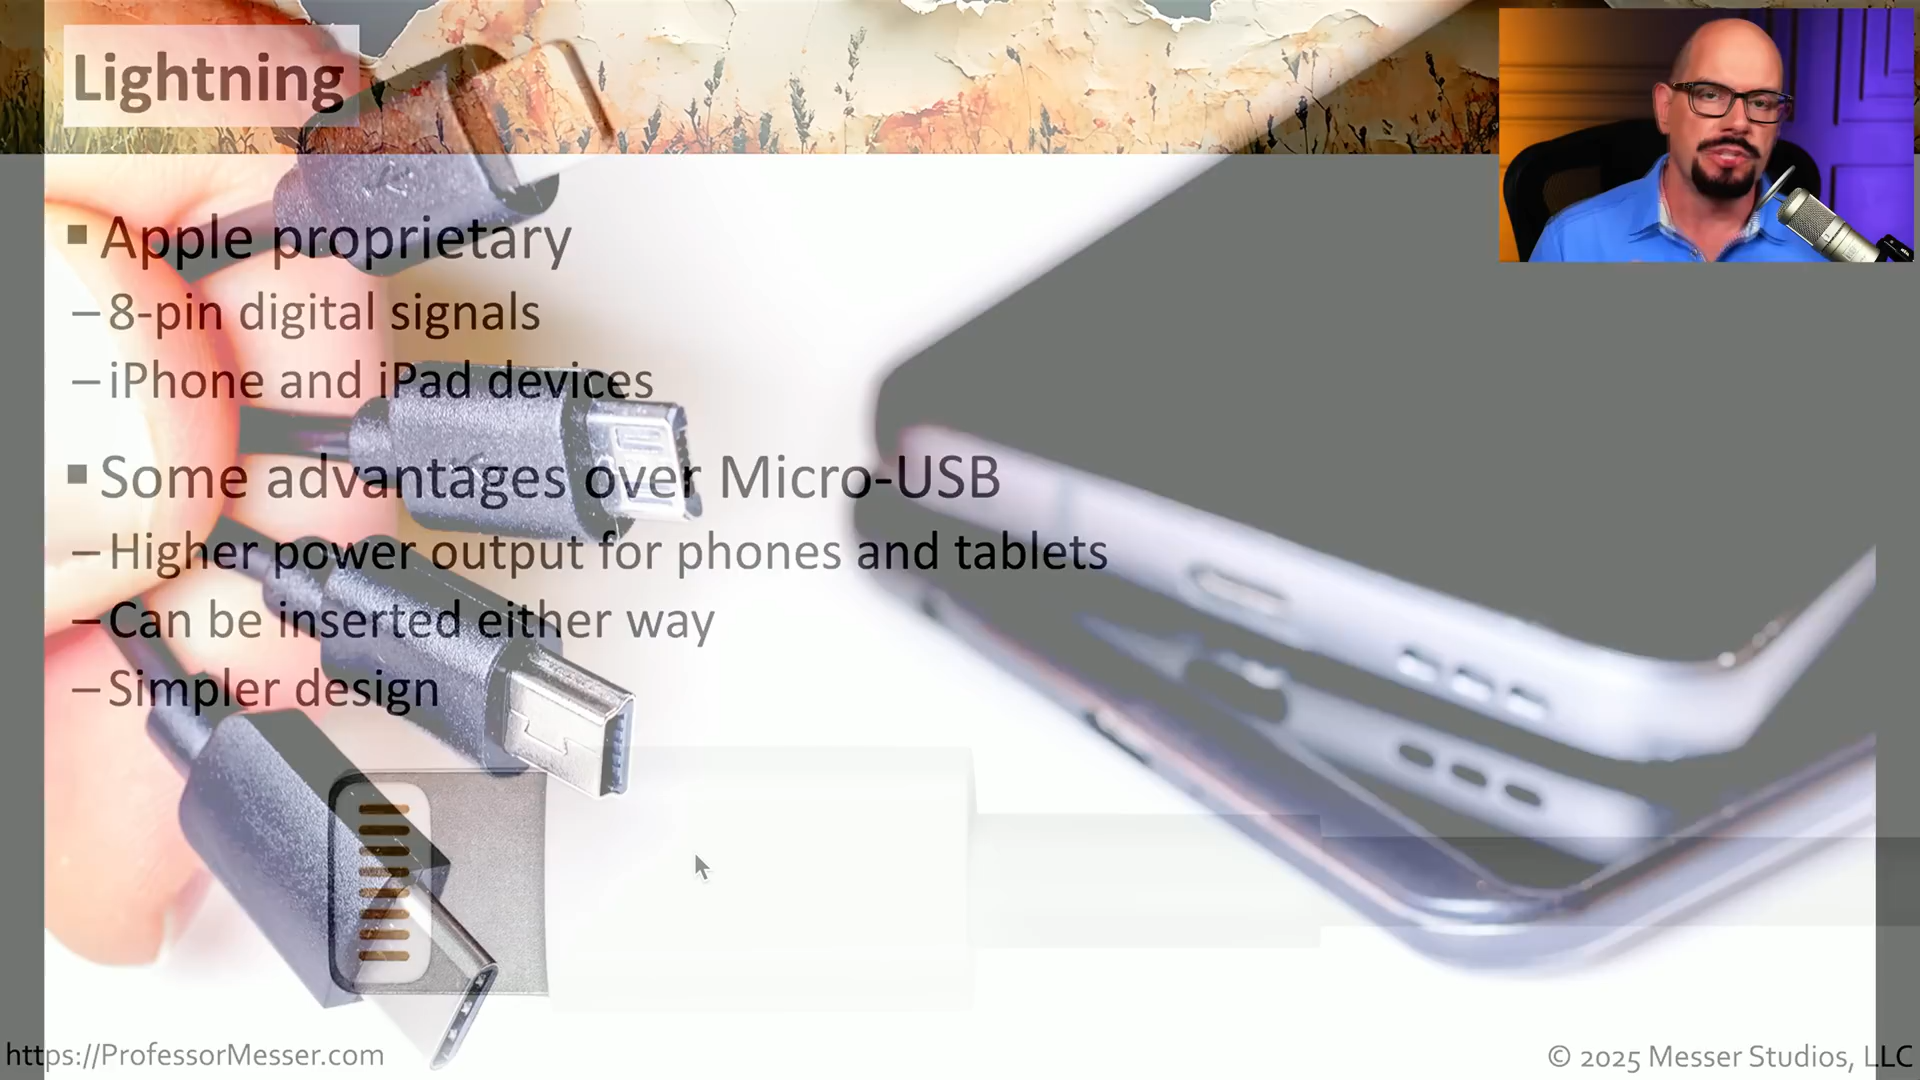 Lightning
▪ Apple proprietary
– 8-pin digital signals
– iPhone and iPad devices
▪ Some advantages over Micro-USB
– Higher power output for phones and tablets
– Can be inserted either way
– Simpler design
https://ProfessorMesser.com
© 2025 Messer Studios, LLC